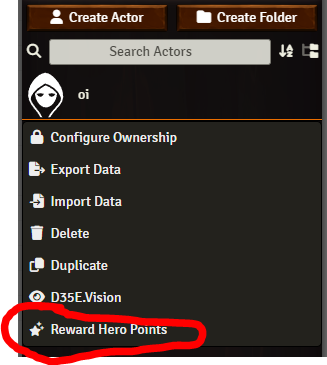 Create Actor
Create Folder
Search Actors
oi
Configure Ownership
Export Data
Import Data
Delete
Duplicate
D35E.Vision
Reward Hero Points